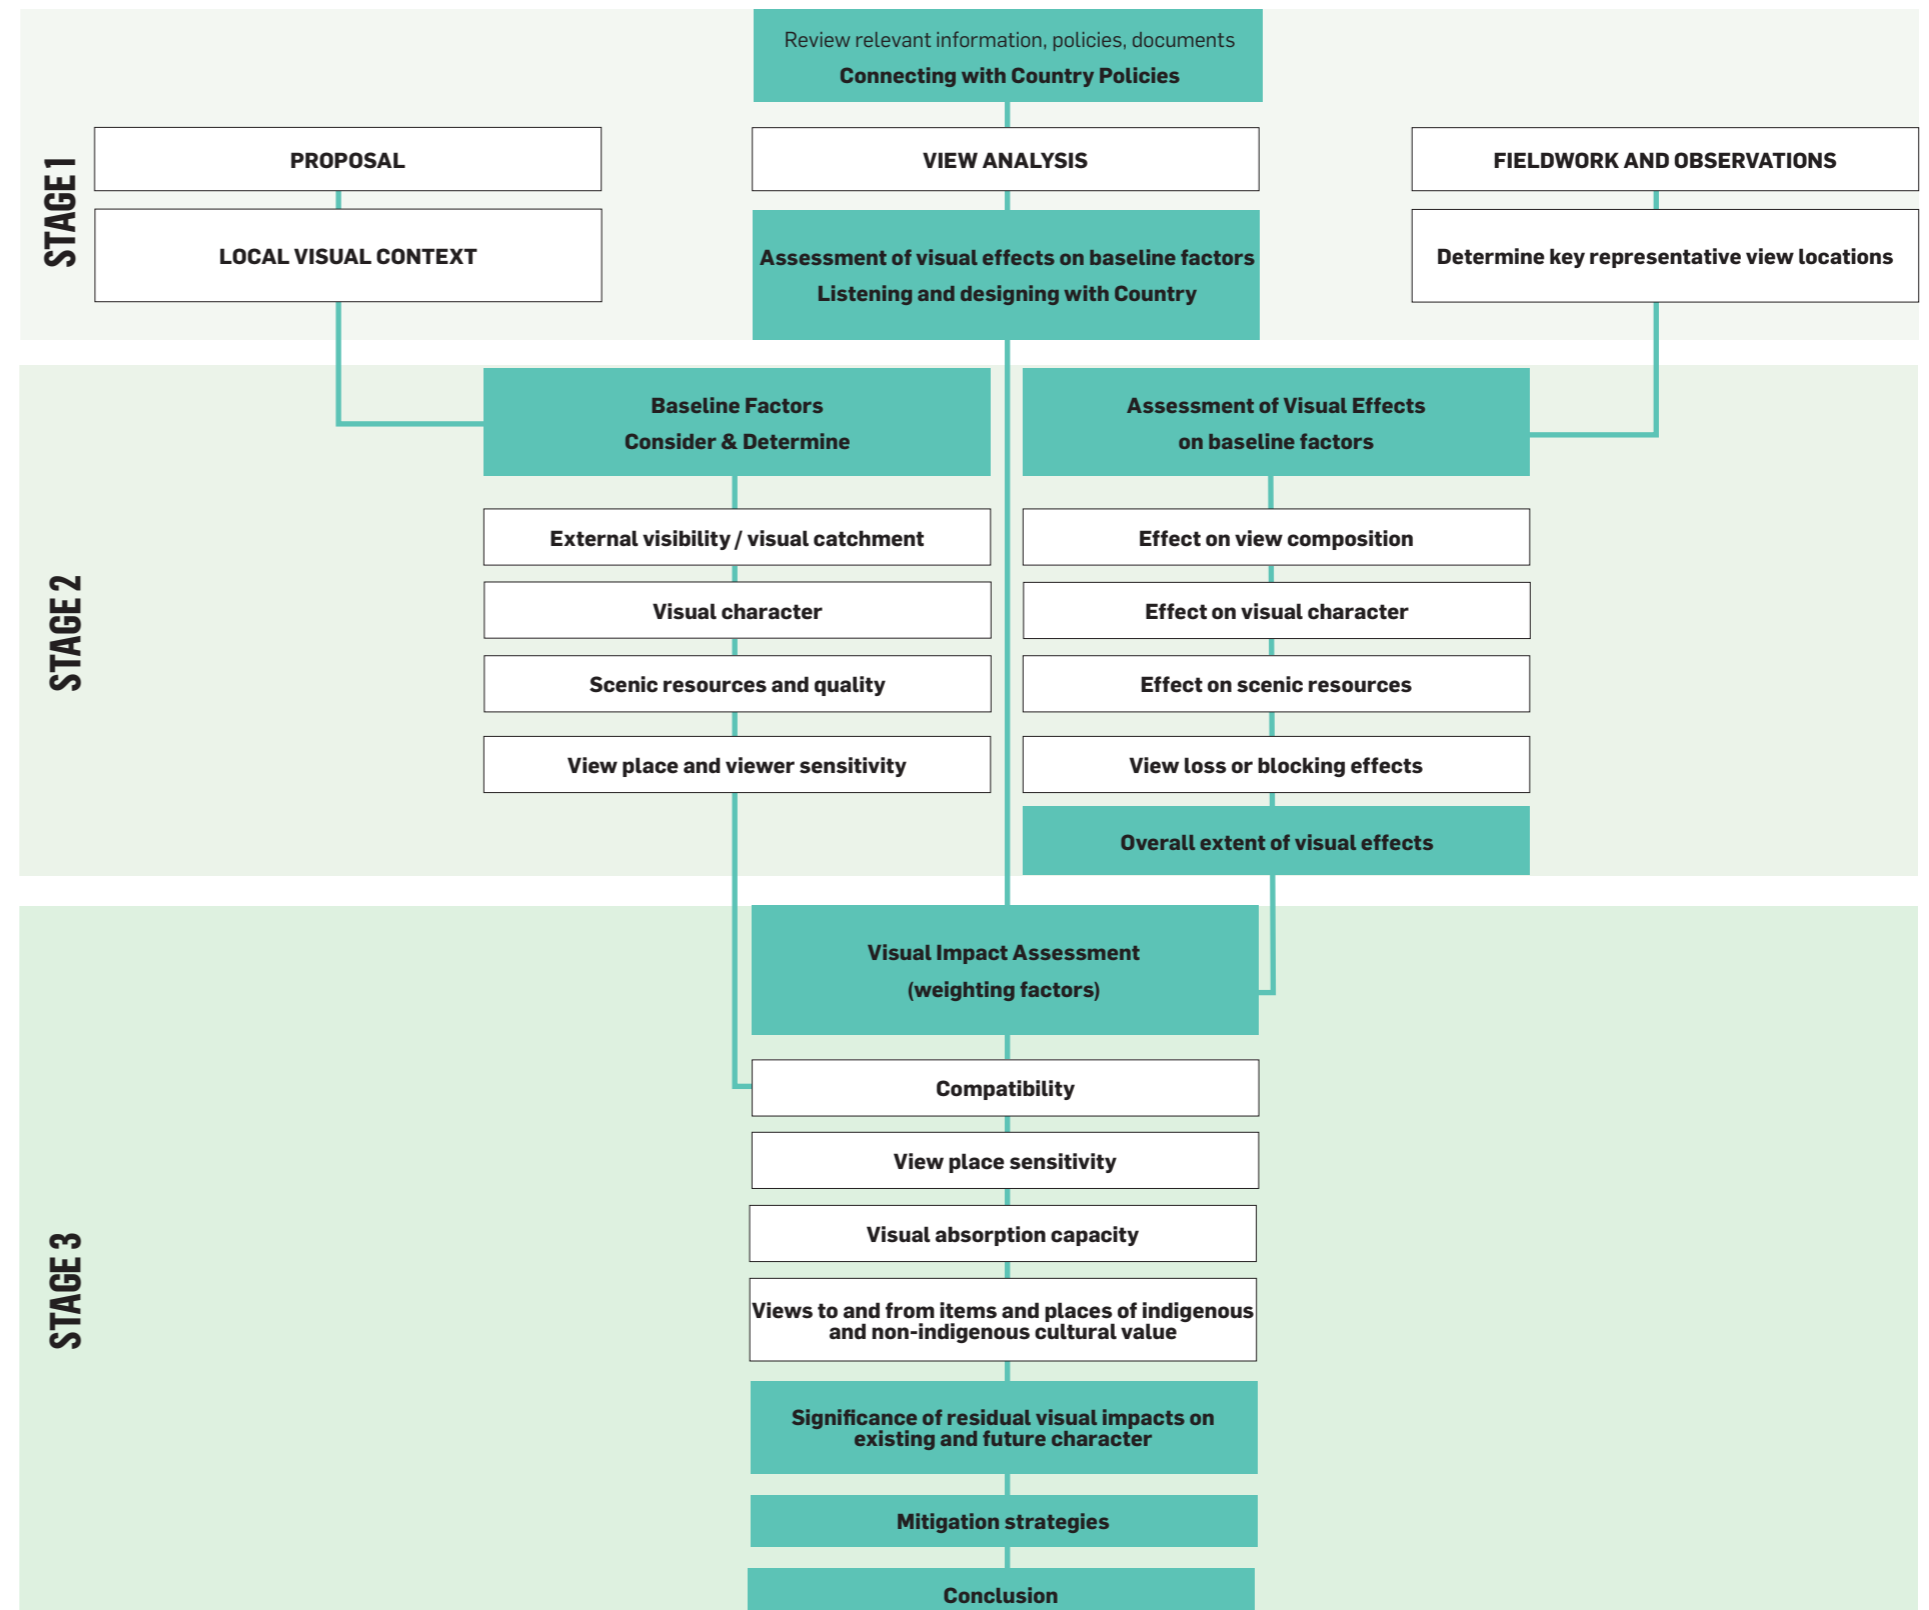 STAGE 1
Review relevant information, policies, documents
Connecting with Country Policies
PROPOSAL
VIEW ANALYSIS
FIELDWORK AND OBSERVATIONS
LOCAL VISUAL CONTEXT
Assessment of visual effects on baseline factors
Listening and designing with Country
Determine key representative view locations
STAGE 2
Baseline Factors
Consider & Determine
External visibility / visual catchment
Visual character
Scenic resources and quality
View place and viewer sensitivity
Assessment of Visual Effects
on baseline factors
Effect on view composition
Effect on visual character
Effect on scenic resources
View loss or blocking effects
Overall extent of visual effects
STAGE 3
Visual Impact Assessment
(weighting factors)
Compatibility
View place sensitivity
Visual absorption capacity
Views to and from items and places of indigenous
and non-indigenous cultural value
Significance of residual visual impacts on
existing and future character
Mitigation strategies
Conclusion